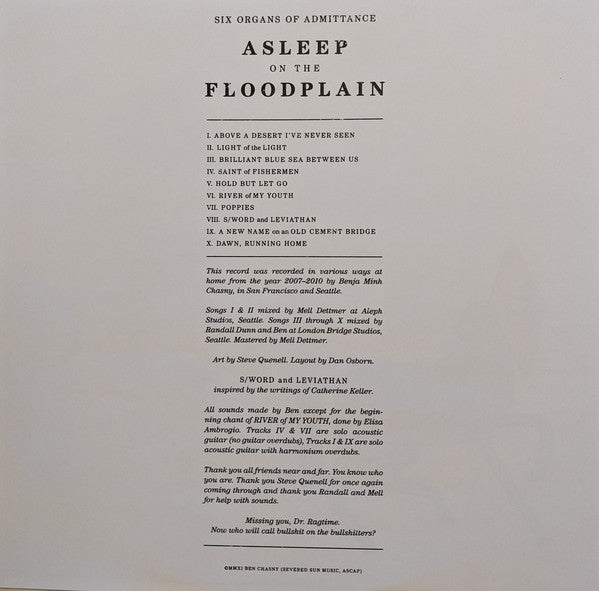 SIX ORGANS OF ADMITTANCE
ASLEEP
ON THE
FLOODPLAIN
I. ABOVE A DESERT I'VE NEVER SEEN
II. LIGHT of the LIGHT
III. BRILLIANT BLUE SEA BETWEEN US
IV. SAINT of FISHERMEN
V. HOLD BUT LET GO
VI. RIVER of MY YOUTH
VII. POPPIES
VIII. S/WORD and LEVIATHAN
IX. A NEW NAME on an OLD CEMENT BRIDGE
X. DAWN, RUNNING HOME
This record was recorded in various ways at
home from the year 2007–2010 by Benja Minh
Chasny, in San Francisco and Seattle.
Songs I & II mixed by Mell Dettmer at Aleph
Studios, Seattle. Songs III through X mixed by
Randall Dunn and Ben at London Bridge Studios,
Seattle. Mastered by Mell Dettmer.
Art by Steve Quenell. Layout by Dan Osborn.
S/WORD and LEVIATHAN
inspired by the writings of Catherine Keller.
All sounds made by Ben except for the begin-
ning chant of RIVER of MY YOUTH, done by Elisa
Ambrogio. Tracks IV & VII are solo acoustic
guitar (no guitar overdubs), Tracks I & IX are solo
acoustic guitar with harmonium overdubs.
Thank you all friends near and far. You know who
you are. Thank you Steve Quenell for once again
coming through and thank you Randall and Mell
for help with sounds.
Missing you, Dr. Ragtime.
Now who will call bullshit on the bullshitters?
©MMXI BEN CHASNY (SEVERED SUN MUSIC, ASCAP)